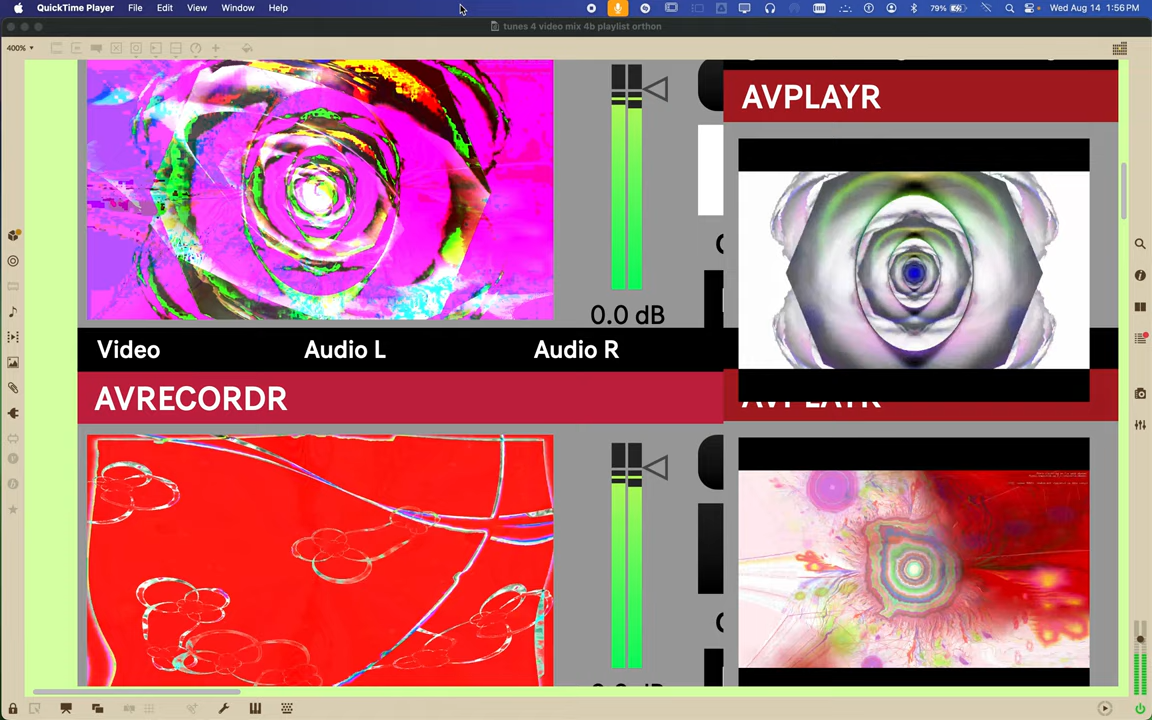 QuickTime Player File Edit View Window Help 79% Wed Aug 14 1:56 PM
tunes 4 video mix 4b playlist orthon
400%
AVPLAYR
0.0 dB
Video Audio L Audio R
AVRECORDR